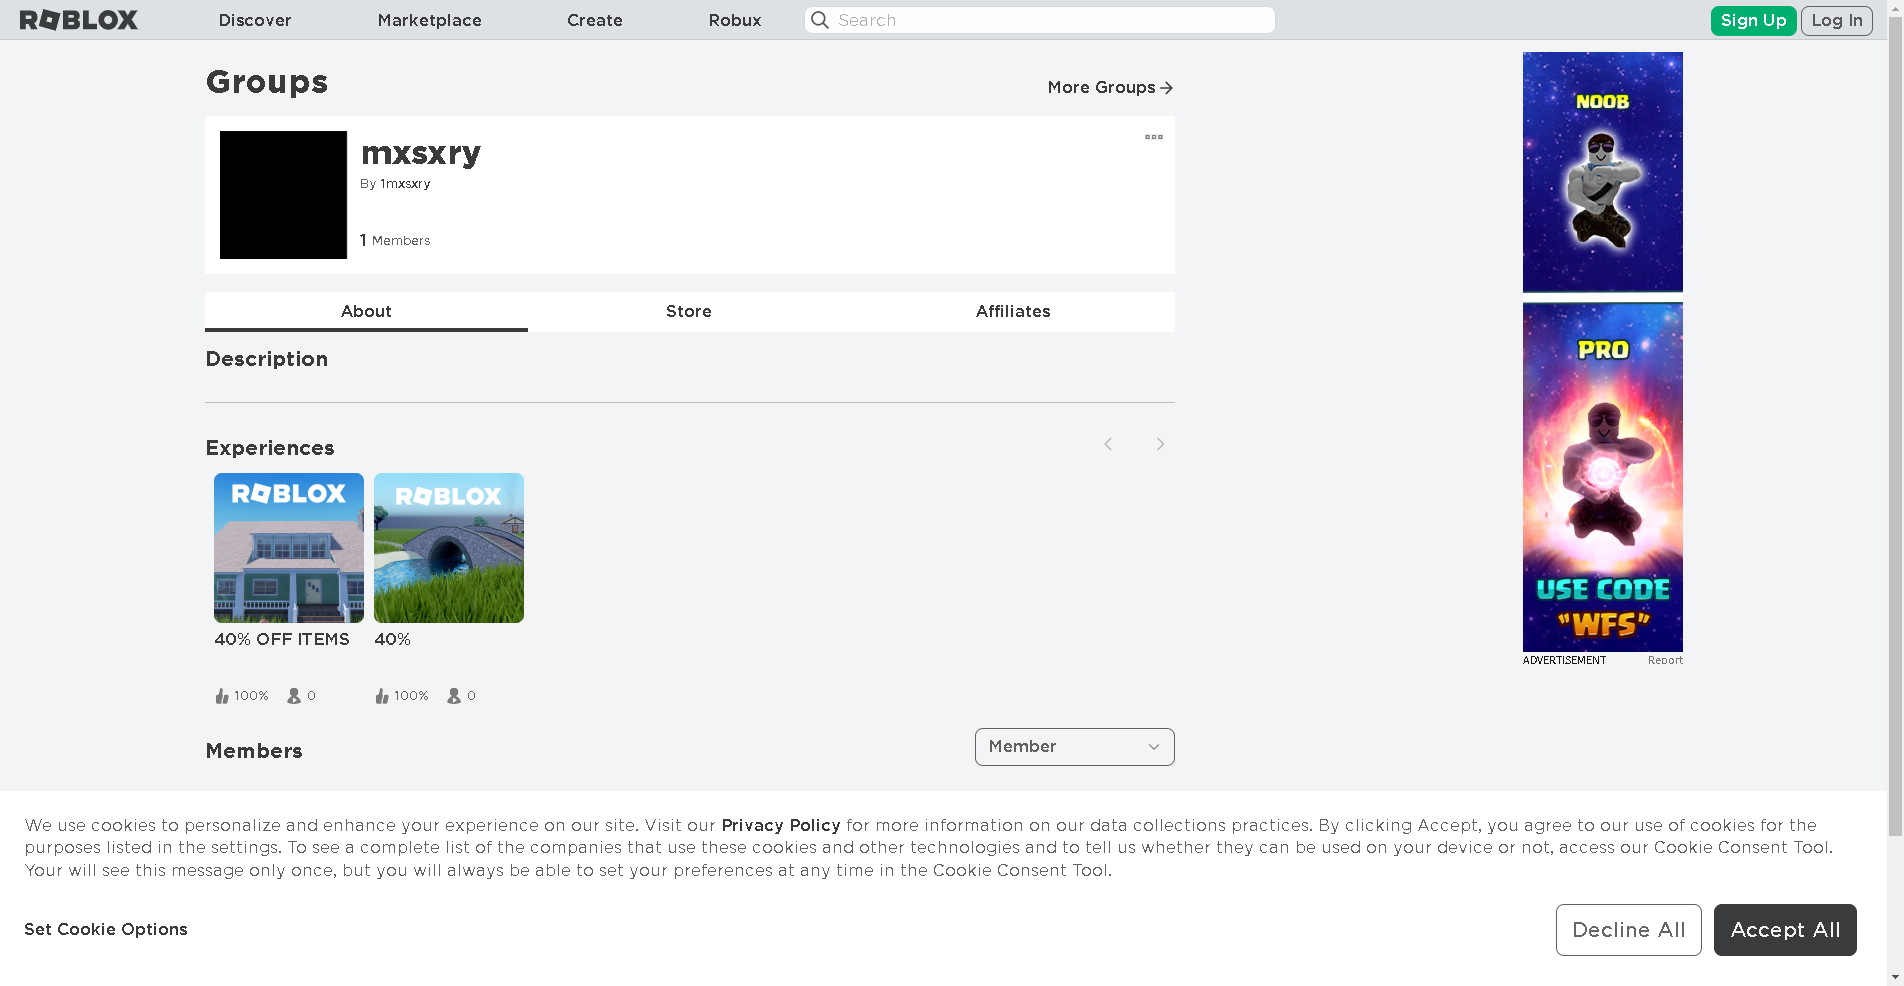 ROBLOX
Discover
Marketplace
Create
Robux
Search
Sign Up
Log In
Groups
More Groups
mxsxry
By 1mxsxry
1 Members
About
Store
Affiliates
Description
Experiences
ROBLOX
ROBLOX
40% OFF ITEMS
40%
100%
0
100%
0
Members
Member
NOOB
PRO
USE CODE
"WFS"
ADVERTISEMENT
Report
We use cookies to personalize and enhance your experience on our site. Visit our Privacy Policy for more information on our data collections practices. By clicking Accept, you agree to our use of cookies for the
purposes listed in the settings. To see a complete list of the companies that use these cookies and other technologies and to tell us whether they can be used on your device or not, access our Cookie Consent Tool.
Your will see this message only once, but you will always be able to set your preferences at any time in the Cookie Consent Tool.
Set Cookie Options
Decline All
Accept All